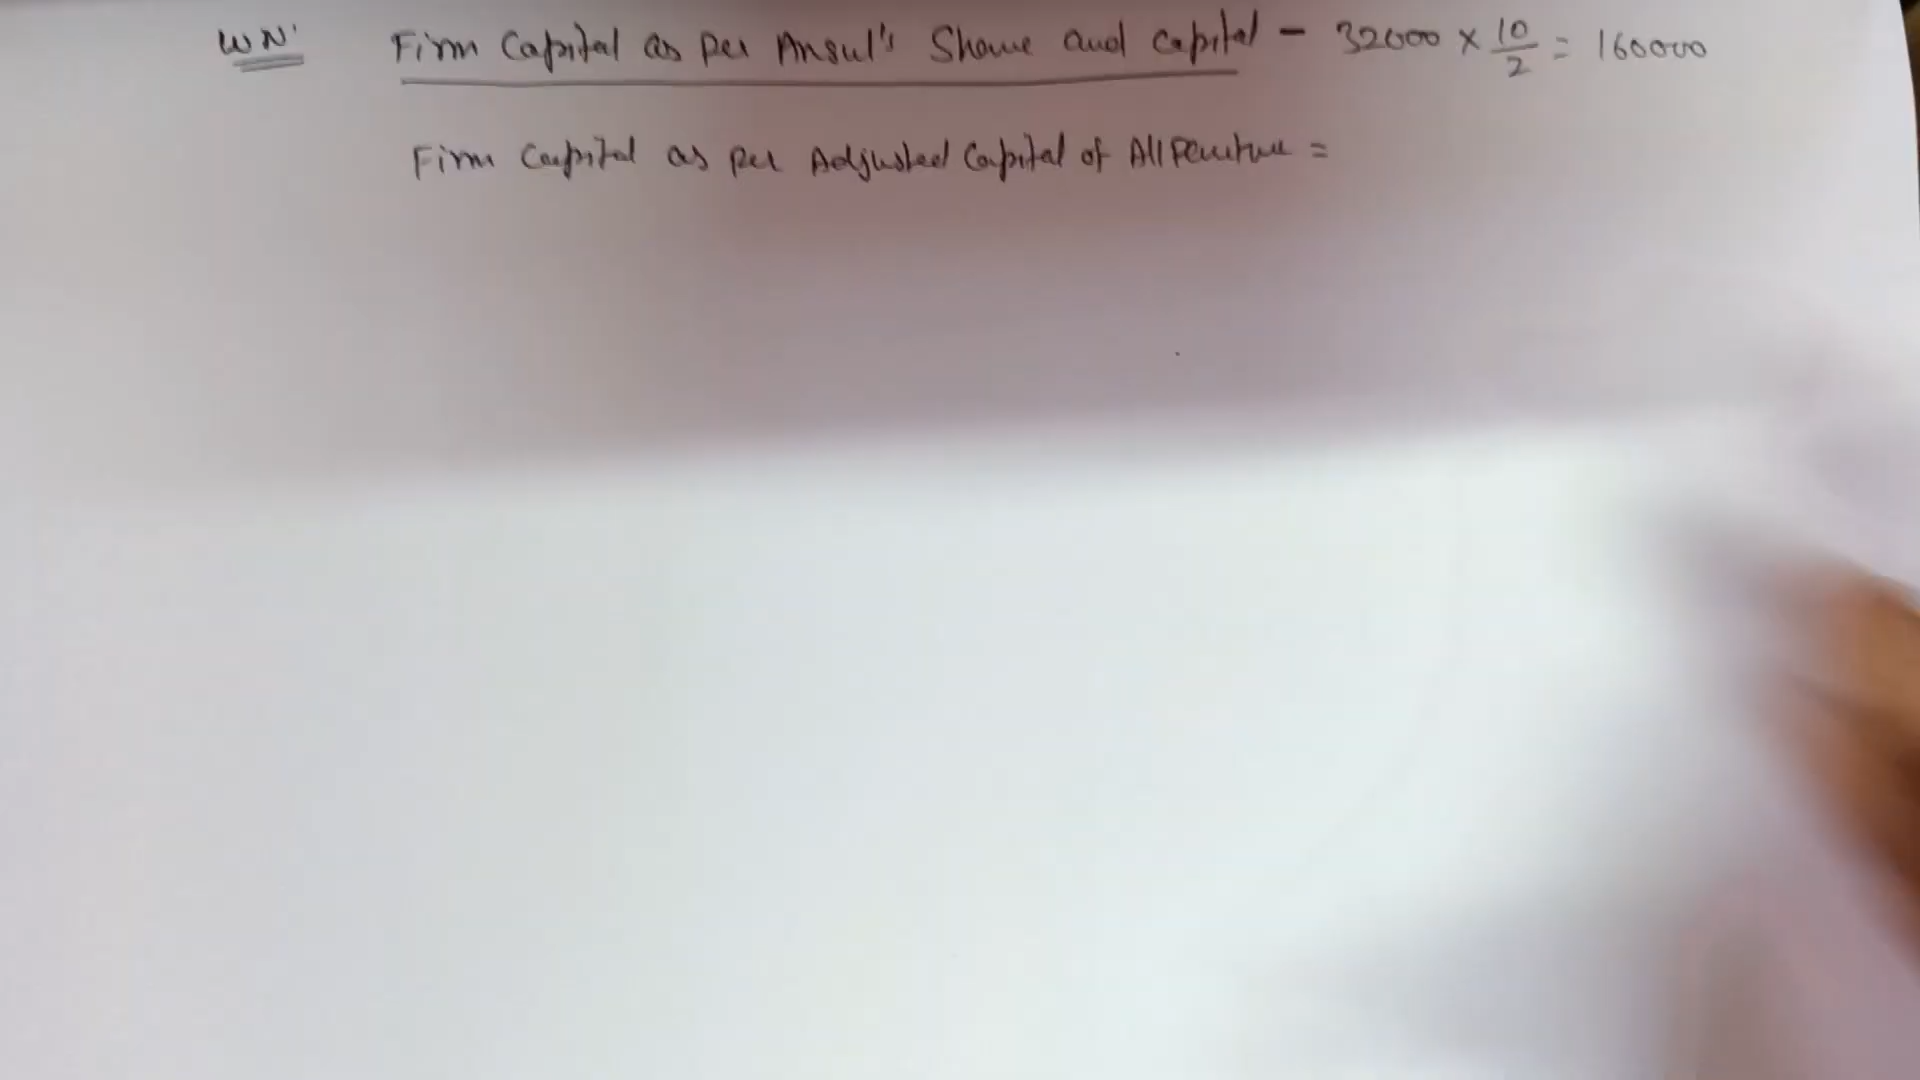 WN'
Firm Capital as per Ansul's Share and Capital - 32000 × 10/2 = 160000
Firm Capital as per Adjusted Capital of All Partner =